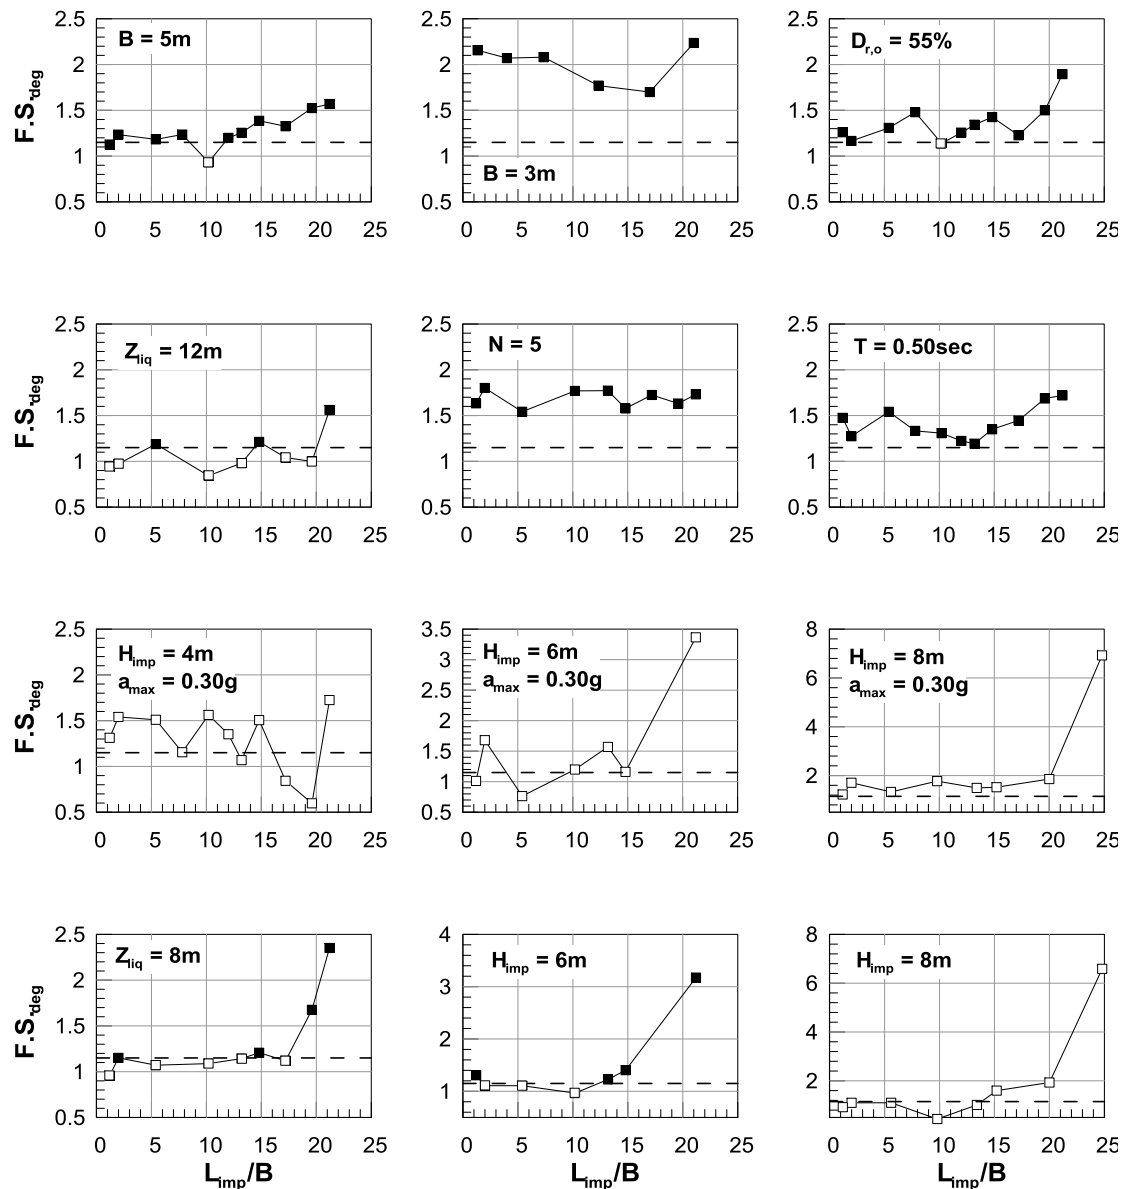 2.5
2
1.5
1
0.5
F.S.deg
B = 5m
0 5 10 15 20 25
2.5
2
1.5
1
0.5
B = 3m
0 5 10 15 20 25
2.5
2
1.5
1
0.5
Dr,o = 55%
0 5 10 15 20 25
2.5
2
1.5
1
0.5
F.S.deg
Zliq = 12m
0 5 10 15 20 25
2.5
2
1.5
1
0.5
N = 5
0 5 10 15 20 25
2.5
2
1.5
1
0.5
T = 0.50sec
0 5 10 15 20 25
2.5
2
1.5
1
0.5
F.S.deg
Himp = 4m
amax = 0.30g
0 5 10 15 20 25
3.5
3
2.5
2
1.5
1
0.5
Himp = 6m
amax = 0.30g
0 5 10 15 20 25
8
6
4
2
Himp = 8m
amax = 0.30g
0 5 10 15 20 25
2.5
2
1.5
1
0.5
F.S.deg
Zliq = 8m
0 5 10 15 20 25
Limp/B
4
3
2
1
Himp = 6m
0 5 10 15 20 25
Limp/B
8
6
4
2
Himp = 8m
0 5 10 15 20 25
Limp/B